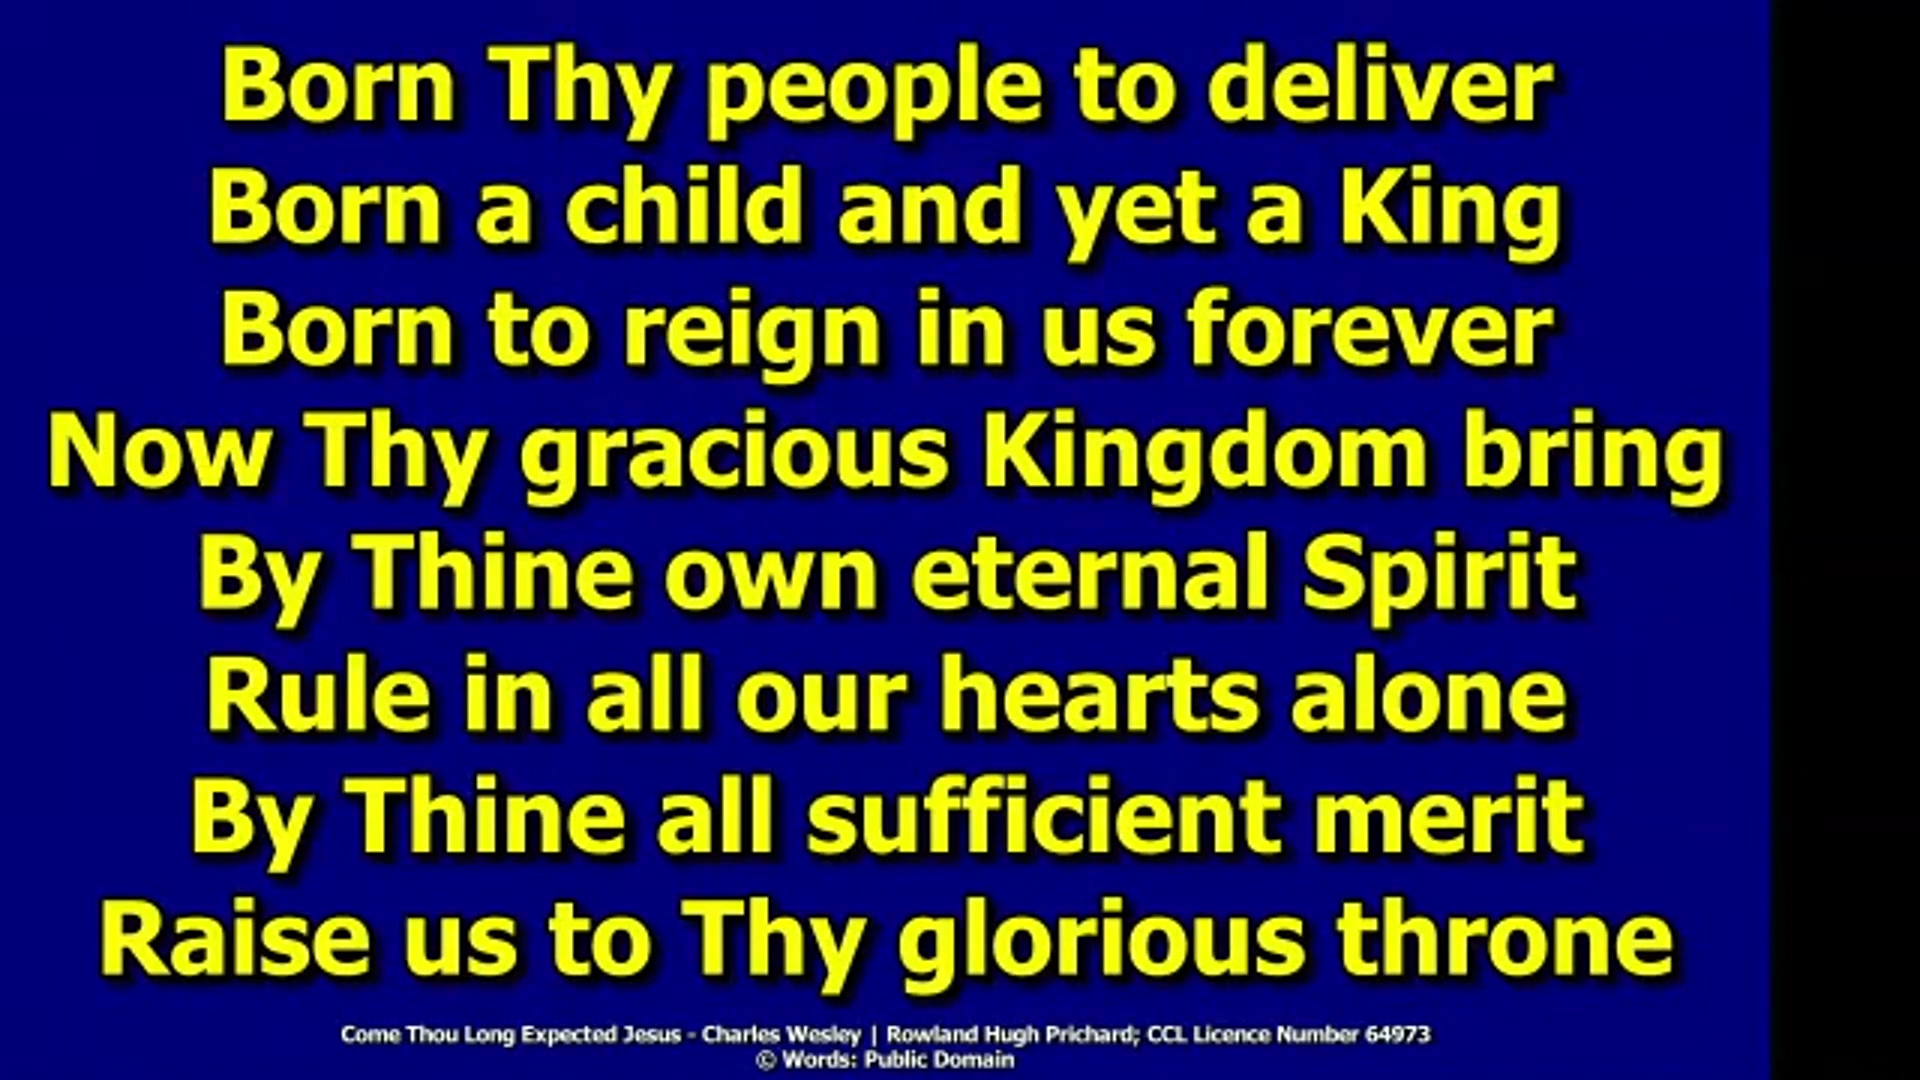 Born Thy people to deliver
Born a child and yet a King
Born to reign in us forever
Now Thy gracious Kingdom bring
By Thine own eternal Spirit
Rule in all our hearts alone
By Thine all sufficient merit
Raise us to Thy glorious throne
Come Thou Long Expected Jesus - Charles Wesley | Rowland Hugh Prichard; CCL Licence Number 64973
© Words: Public Domain